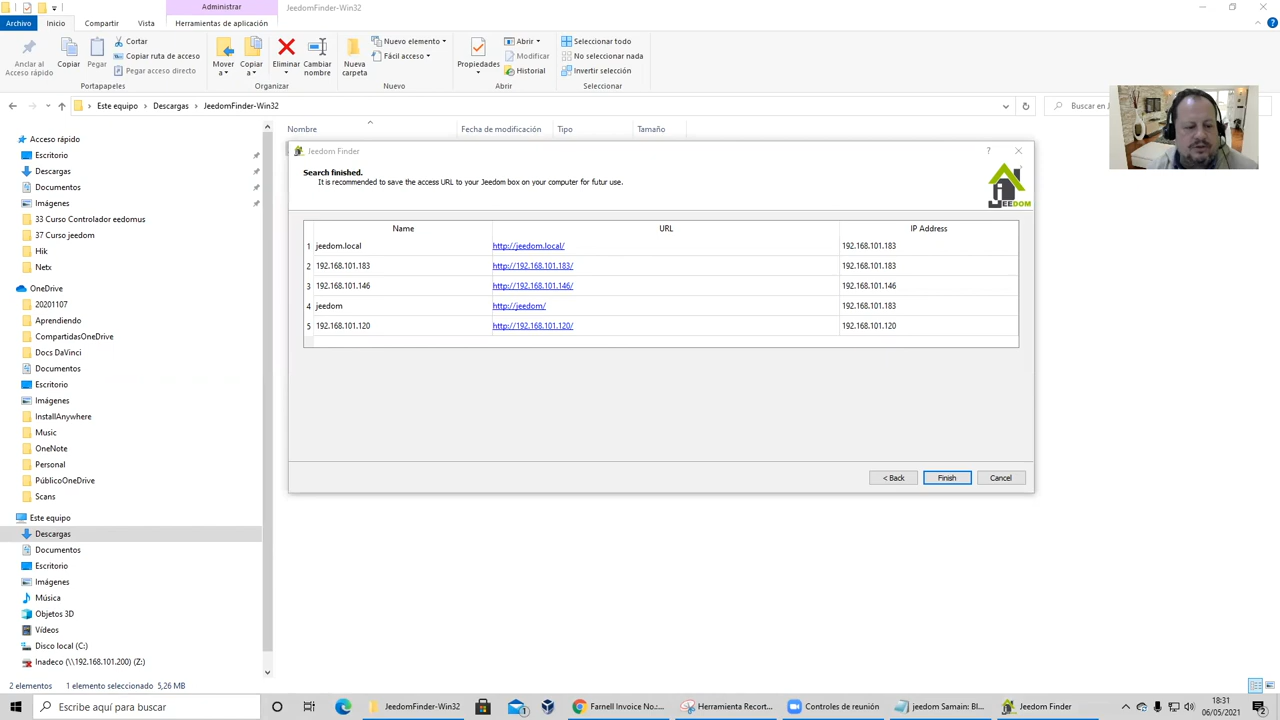 Administrar
JeedomFinder-Win32
Archivo
Inicio
Compartir
Vista
Herramientas de aplicación
Anclar al
Acceso rápido
Copiar
Pegar
Cortar
Copiar ruta de acceso
Pegar acceso directo
Portapapeles
Mover
a
Copiar
a
Eliminar
Cambiar
nombre
Organizar
Nueva
carpeta
Nuevo elemento
Fácil acceso
Nuevo
Propiedades
Abrir
Modificar
Historial
Abrir
Seleccionar todo
No seleccionar nada
Invertir selección
Seleccionar
Este equipo
Descargas
JeedomFinder-Win32
Buscar en J
Nombre
Fecha de modificación
Tipo
Tamaño
Acceso rápido
Escritorio
Descargas
Documentos
Imágenes
33 Curso Controlador eedomus
37 Curso jeedom
Hik
Netx
OneDrive
20201107
Aprendiendo
CompartidasOneDrive
Docs DaVinci
Documentos
Escritorio
Imágenes
InstallAnywhere
Music
OneNote
Personal
PúblicoOneDrive
Scans
Este equipo
Descargas
Documentos
Escritorio
Imágenes
Música
Objetos 3D
Vídeos
Disco local (C:)
Inadeco (\\192.168.101.200) (Z:)
Jeedom Finder
Search finished.
It is recommended to save the access URL to your Jeedom box on your computer for futur use.
JEEDOM
Name URL IP Address
1 jeedom.local http://jeedom.local/ 192.168.101.183
2 192.168.101.183 http://192.168.101.183/ 192.168.101.183
3 192.168.101.146 http://192.168.101.146/ 192.168.101.146
4 jeedom http://jeedom/ 192.168.101.183
5 192.168.101.120 http://192.168.101.120/ 192.168.101.120
< Back
Finish
Cancel
2 elementos
1 elemento seleccionado 5,26 MB
Escribe aquí para buscar
JeedomFinder-Win32
1
Farnell Invoice No.:...
Herramienta Recort...
Controles de reunión
jeedom Samain: Bl...
Jeedom Finder
18:31
06/05/2021
2